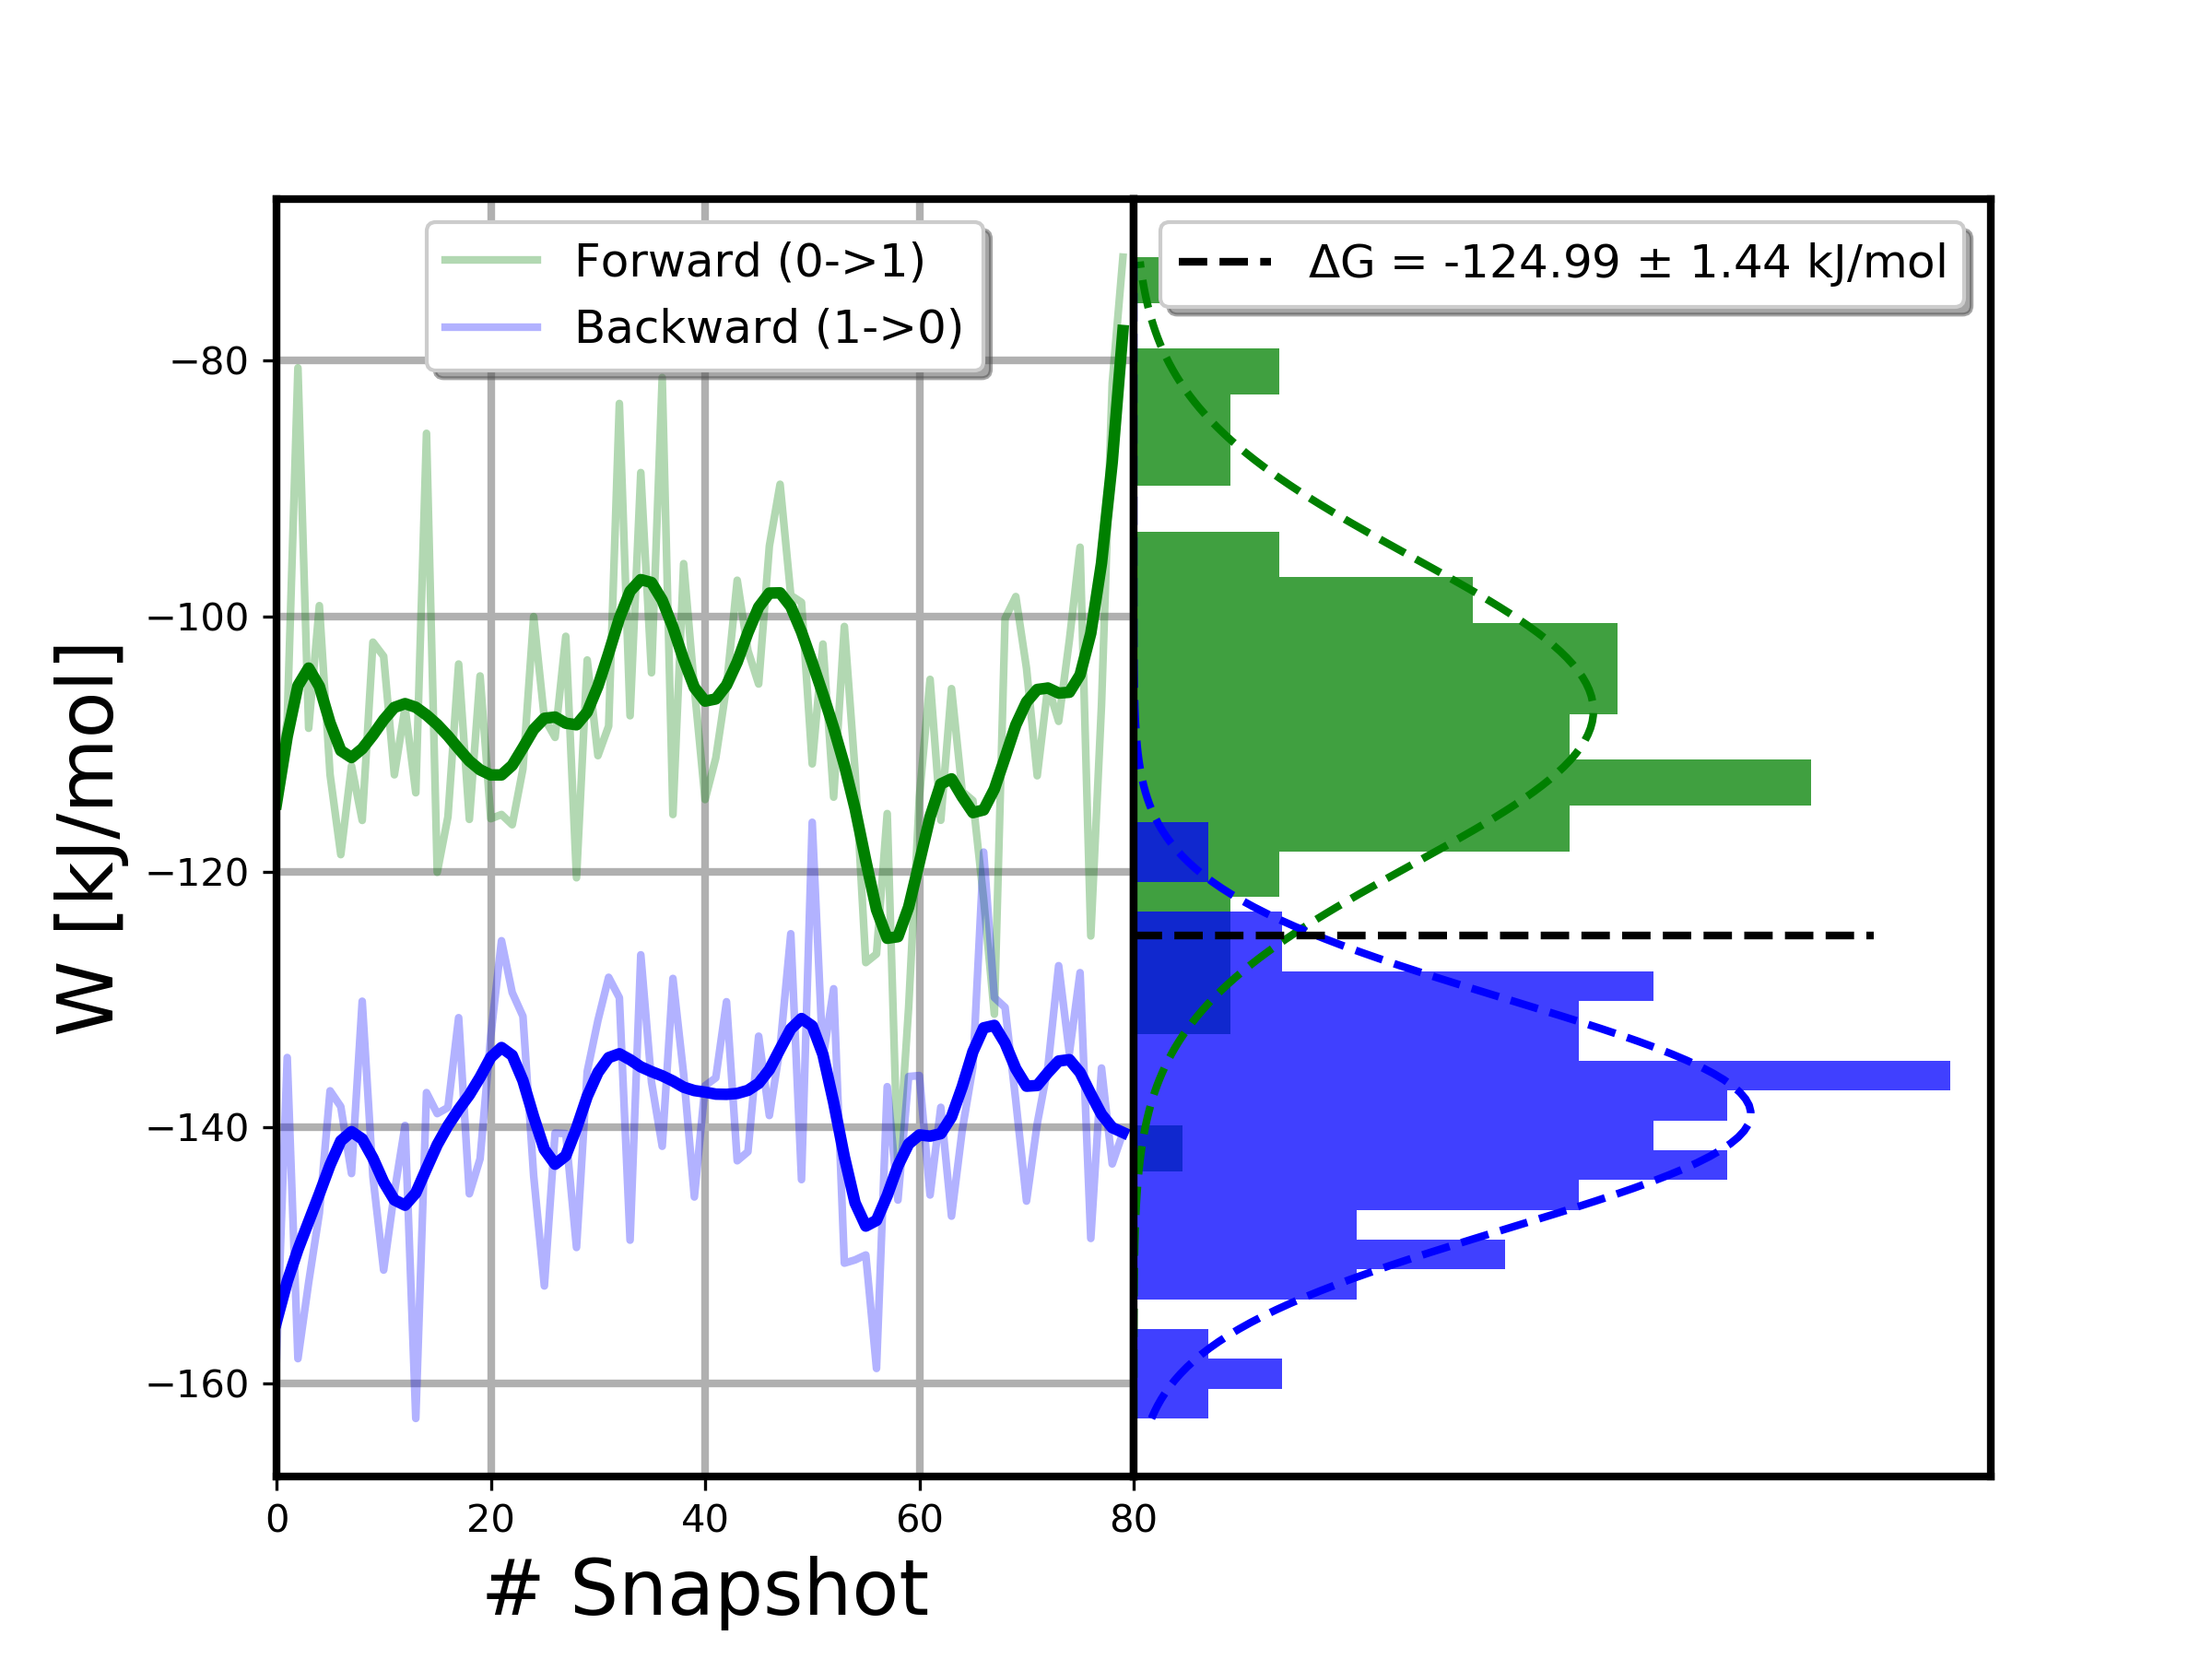 Forward (0->1)
Backward (1->0)
ΔG = -124.99 ± 1.44 kJ/mol
W [kJ/mol]
−80
−100
−120
−140
−160
0 20 40 60 80
# Snapshot